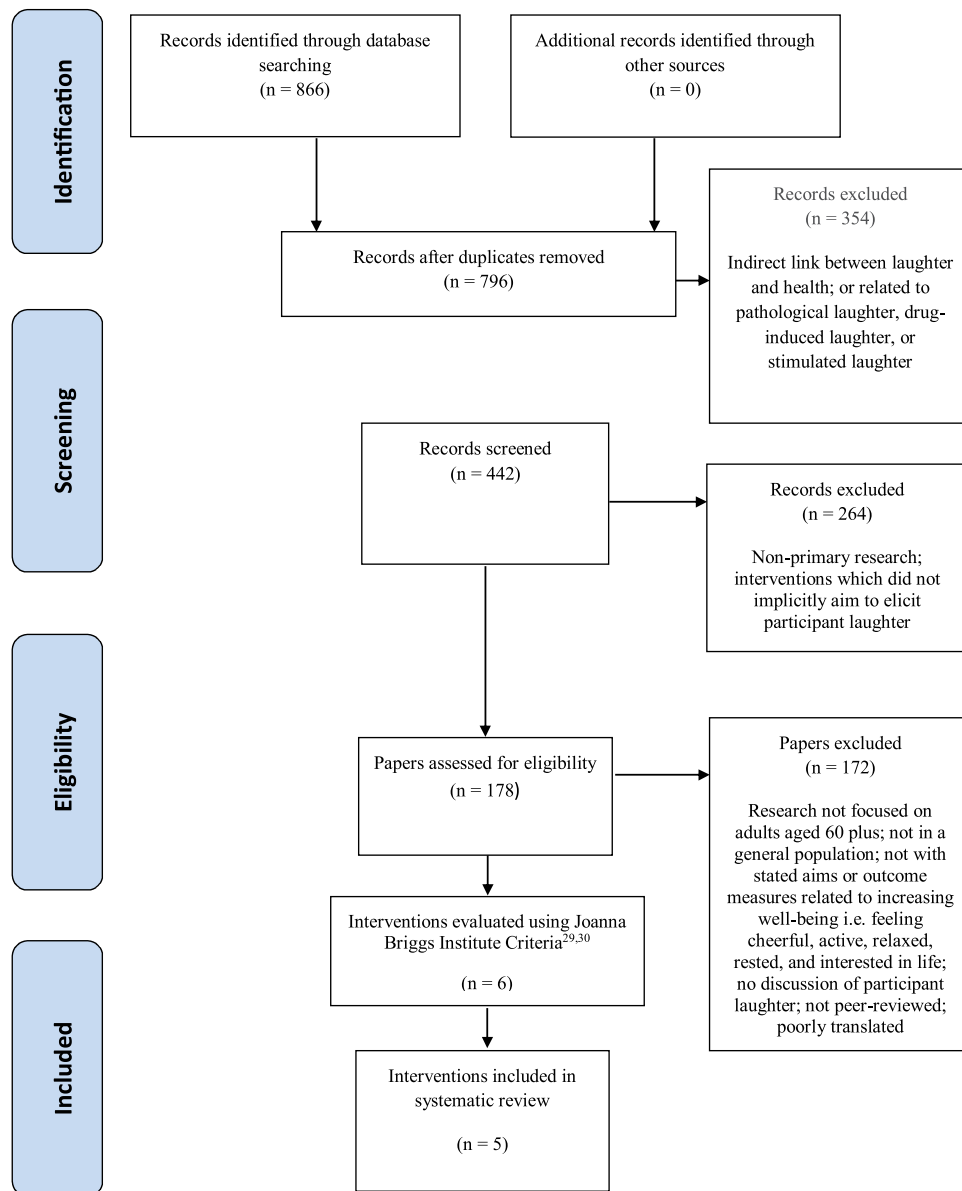 Identification
Records identified through database
searching
(n = 866)
Additional records identified through
other sources
(n = 0)
Records after duplicates removed
(n = 796)
Records excluded
(n = 354)
Indirect link between laughter
and health; or related to
pathological laughter, drug-
induced laughter, or
stimulated laughter
Screening
Records screened
(n = 442)
Records excluded
(n = 264)
Non-primary research;
interventions which did not
implicitly aim to elicit
participant laughter
Eligibility
Papers assessed for eligibility
(n = 178)
Papers excluded
(n = 172)
Research not focused on
adults aged 60 plus; not in a
general population; not with
stated aims or outcome
measures related to increasing
well-being i.e. feeling
cheerful, active, relaxed,
rested, and interested in life;
no discussion of participant
laughter; not peer-reviewed;
poorly translated
Interventions evaluated using Joanna
Briggs Institute Criteria29,30
(n = 6)
Included
Interventions included in
systematic review
(n = 5)